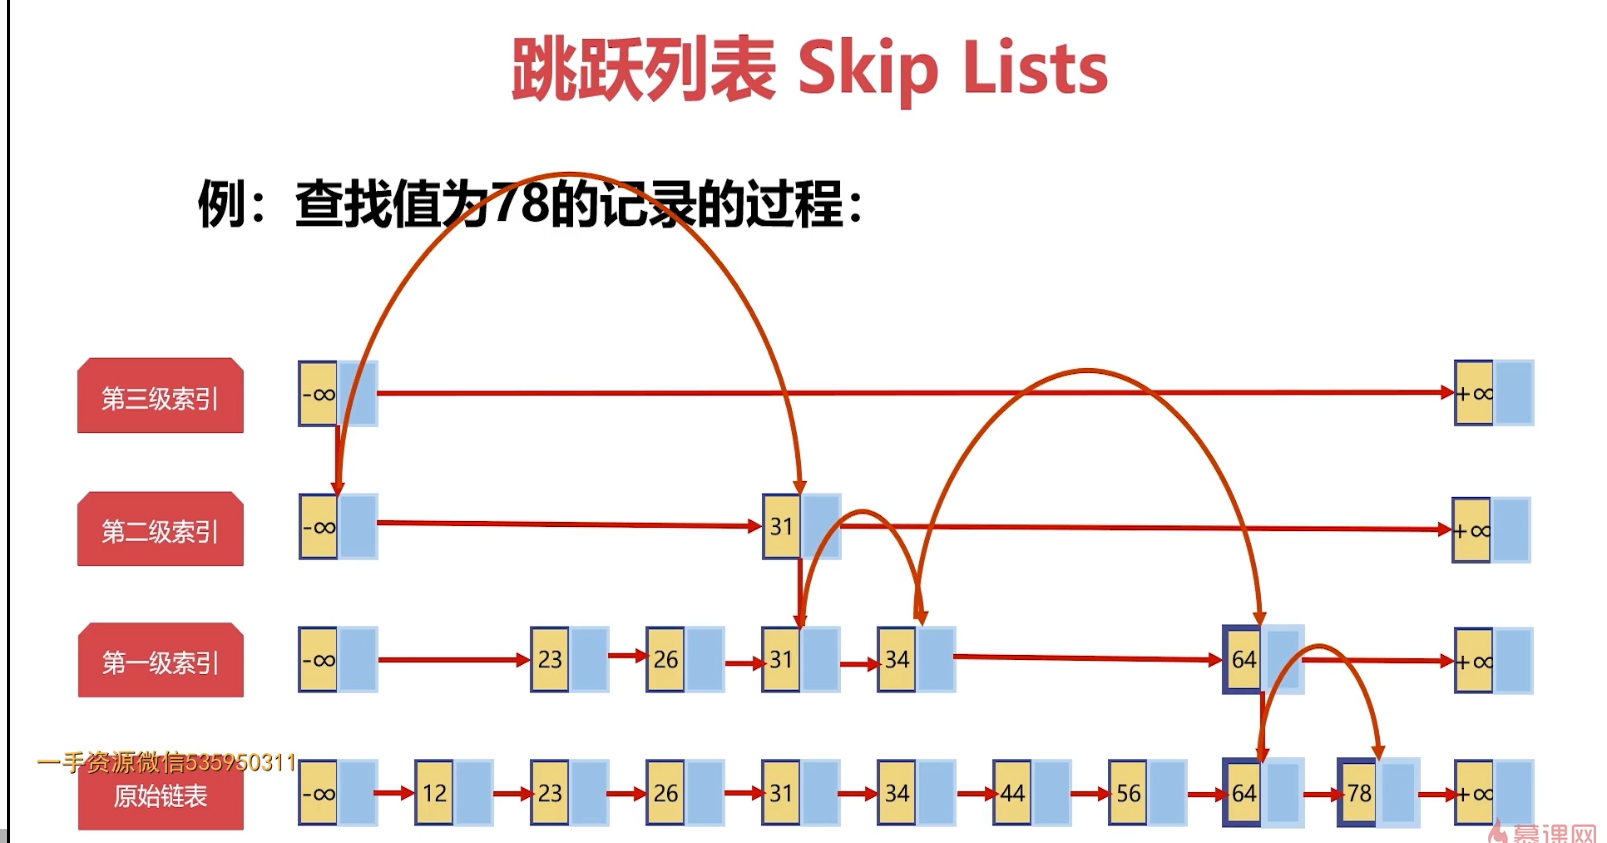 跳跃列表 Skip Lists
例：查找值为78的记录的过程：
第三级索引 -∞ +∞
第二级索引 -∞ 31 +∞
第一级索引 -∞ 23 26 31 34 64 +∞
一手资源微信535950311
原始链表 -∞ 12 23 26 31 34 44 56 64 78 +∞
慕课网